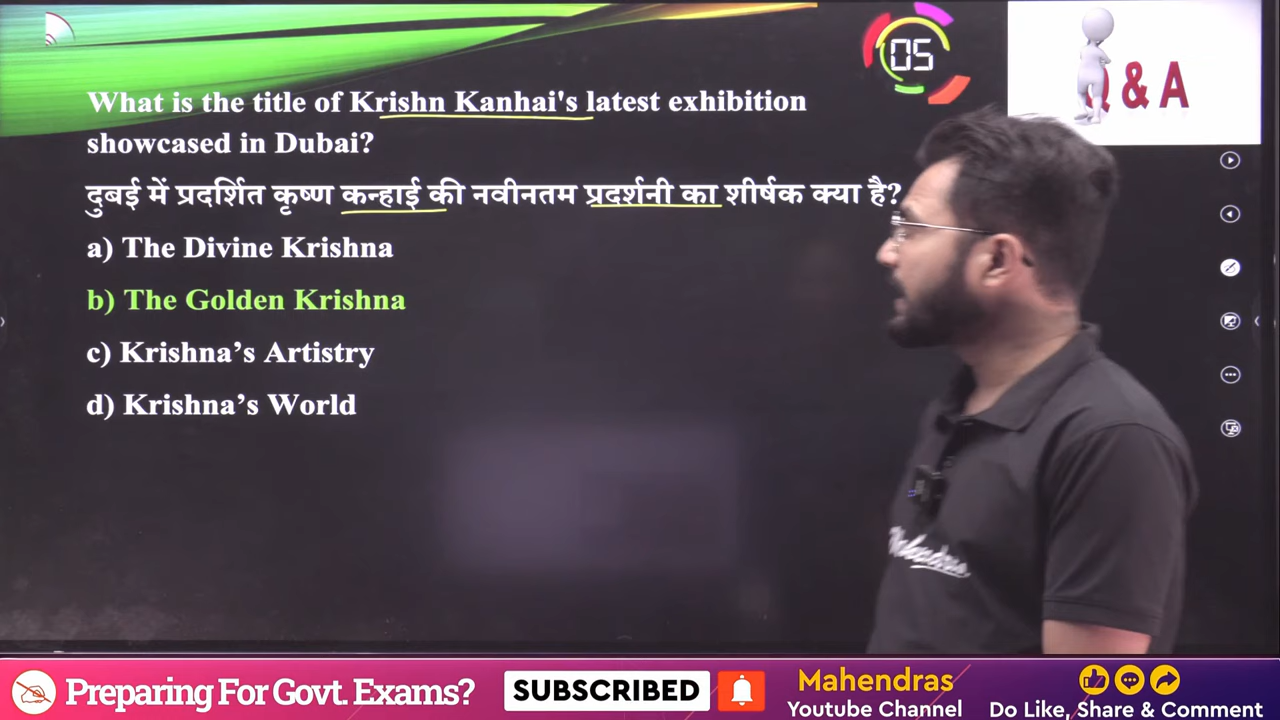 05
Q & A
What is the title of Krishn Kanhai's latest exhibition
showcased in Dubai?
दुबई में प्रदर्शित कृष्ण कन्हाई की नवीनतम प्रदर्शनी का शीर्षक क्या है?
a) The Divine Krishna
b) The Golden Krishna
c) Krishna’s Artistry
d) Krishna’s World
Mahendras
Preparing For Govt. Exams?
SUBSCRIBED
Mahendras
Youtube Channel
Do Like, Share & Comment